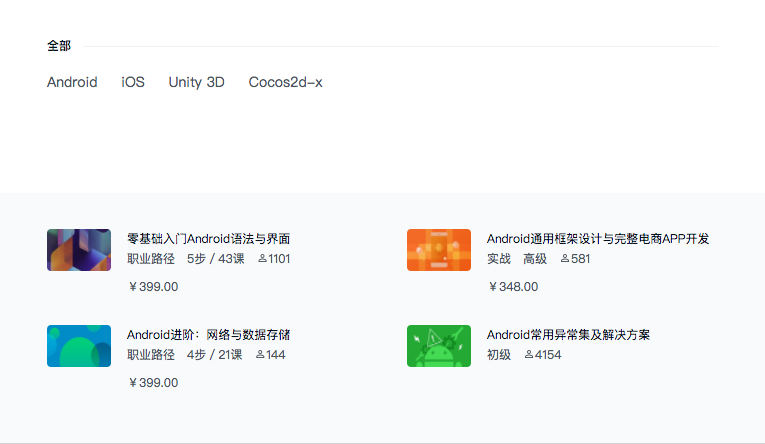 全部
Android iOS Unity 3D Cocos2d-x
零基础入门Android语法与界面
职业路径 5步 / 43课 1101
¥399.00
Android通用框架设计与完整电商APP开发
实战 高级 581
¥348.00
Android进阶：网络与数据存储
职业路径 4步 / 21课 144
¥399.00
Android常用异常集及解决方案
初级 4154